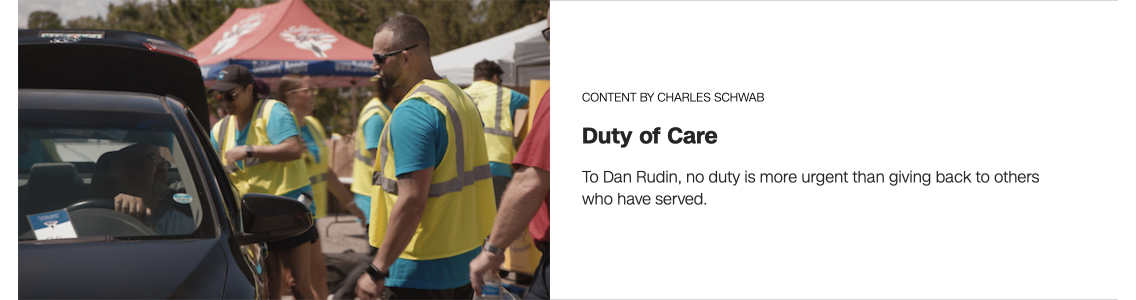 CONTENT BY CHARLES SCHWAB
Duty of Care
To Dan Rudin, no duty is more urgent than giving back to others
who have served.